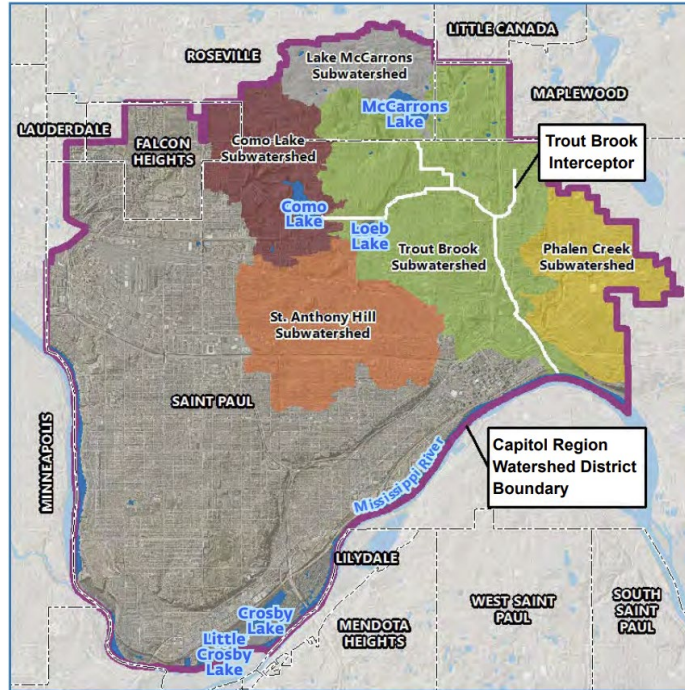 LITTLE CANADA
ROSEVILLE
Lake McCarrons
Subwatershed
MAPLEWOOD
McCarrons
Lake
LAUDERDALE
FALCON
HEIGHTS
Como Lake
Subwatershed
Trout Brook
Interceptor
Como
Lake
Loeb
Lake
Trout Brook
Subwatershed
Phalen Creek
Subwatershed
St. Anthony Hill
Subwatershed
SAINT PAUL
MINNEAPOLIS
Capitol Region
Watershed District
Boundary
Mississippi River
LILYDALE
Crosby
Lake
Little
Crosby
Lake
MENDOTA
HEIGHTS
WEST SAINT
PAUL
SOUTH
SAINT
PAUL